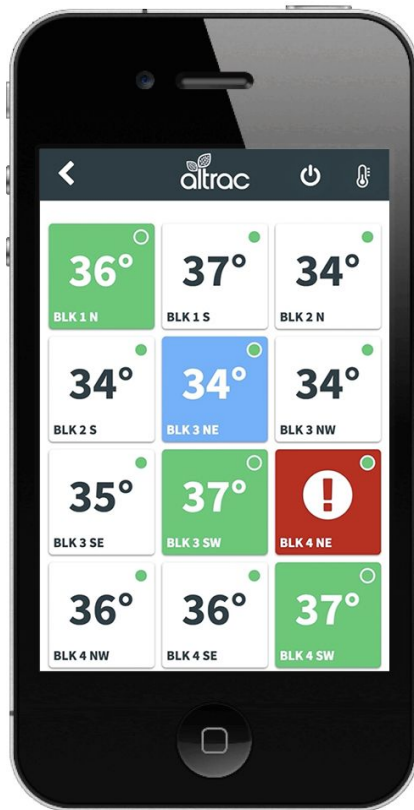 altrac
36° 37° 34°
BLK 1 N BLK 1 S BLK 2 N
34° 34° 34°
BLK 2 S BLK 3 NE BLK 3 NW
35° 37° !
BLK 3 SE BLK 3 SW BLK 4 NE
36° 36° 37°
BLK 4 NW BLK 4 SE BLK 4 SW